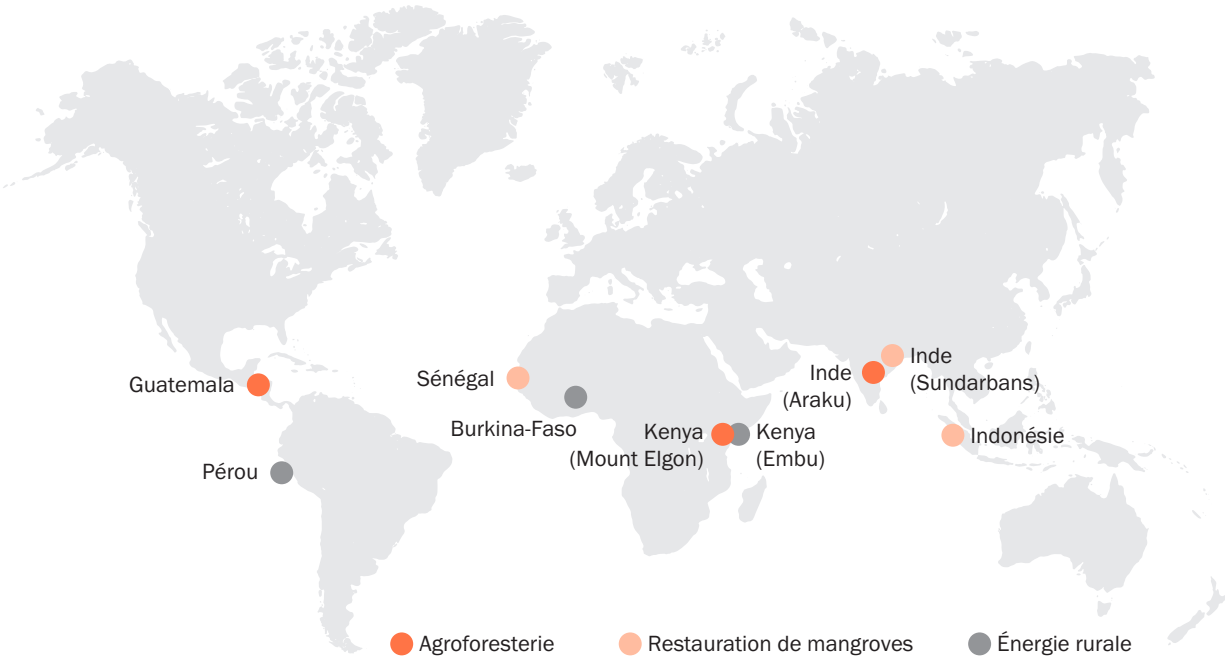 Guatemala
Pérou
Sénégal
Burkina-Faso
Kenya
(Mount Elgon)
Kenya
(Embu)
Inde
(Araku)
Inde
(Sundarbans)
Indonésie
Agroforesterie
Restauration de mangroves
Énergie rurale